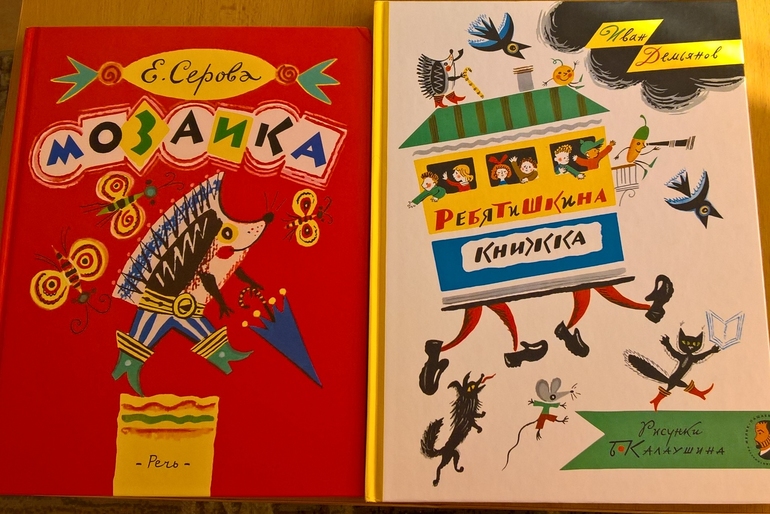 Е. Серова
МОЗАИКА
- Речь -
Иван
Демьянов
РЕБЯТИШКИНА
КНИЖКА
Рисунки
Б. КАЛАУШИНА